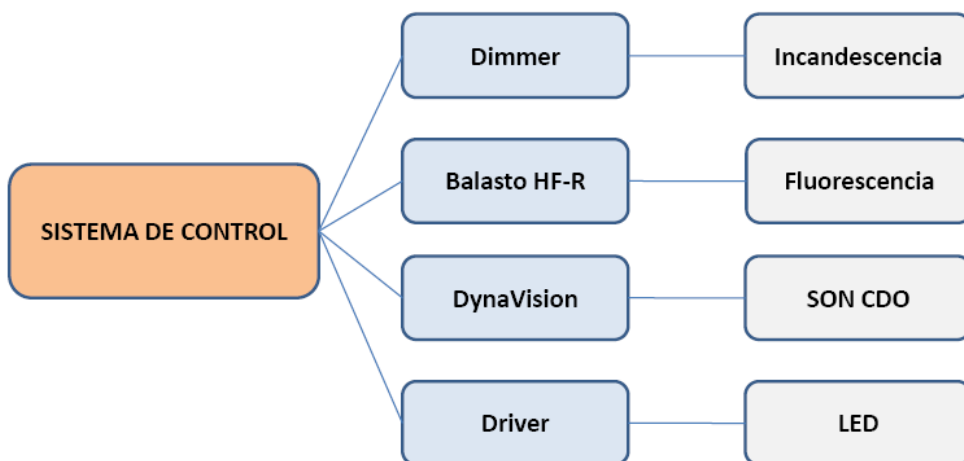 Dimmer
Incandescencia
Balasto HF-R
Fluorescencia
SISTEMA DE CONTROL
DynaVision
SON CDO
Driver
LED